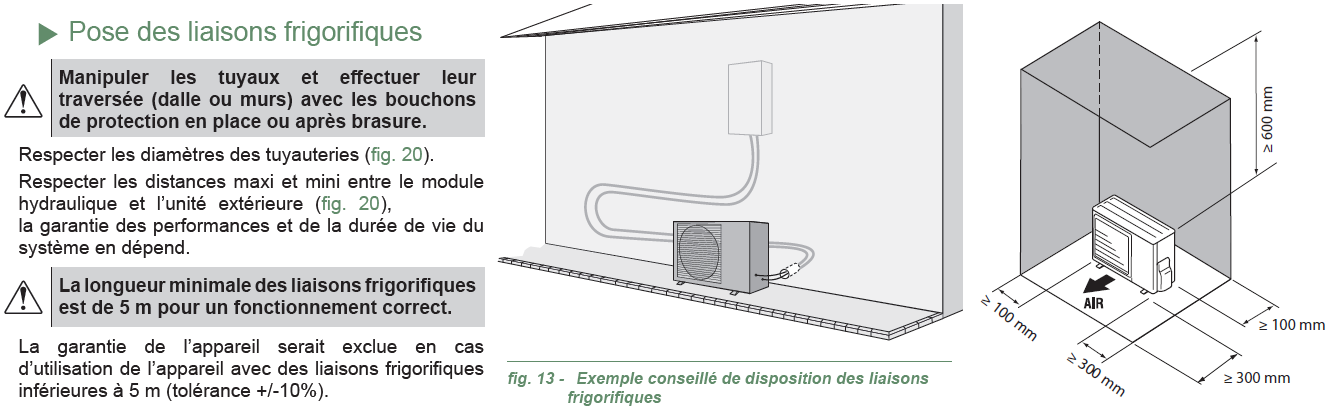 Pose des liaisons frigorifiques
Manipuler les tuyaux et effectuer leur
traversée (dalle ou murs) avec les bouchons
de protection en place ou après brasure.
Respecter les diamètres des tuyauteries (fig. 20).
Respecter les distances maxi et mini entre le module
hydraulique et l'unité extérieure (fig. 20),
la garantie des performances et de la durée de vie du
système en dépend.
La longueur minimale des liaisons frigorifiques
est de 5 m pour un fonctionnement correct.
La garantie de l'appareil serait exclue en cas
d'utilisation de l'appareil avec des liaisons frigorifiques
inférieures à 5 m (tolérance +/-10%).
fig. 13 - Exemple conseillé de disposition des liaisons
frigorifiques
≥ 600 mm
AIR
≥ 100 mm
≥ 100 mm
≥ 300 mm
≥ 300 mm